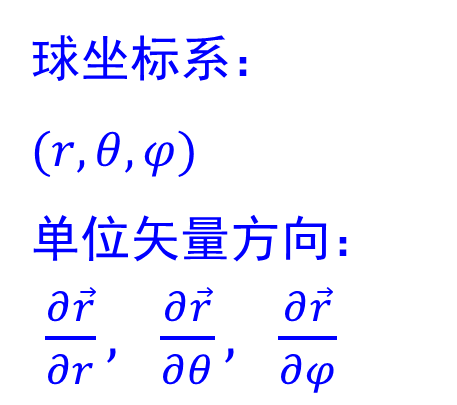 球坐标系：
(r, θ, φ)
单位矢量方向：
∂r⃗/∂r, ∂r⃗/∂θ, ∂r⃗/∂φ